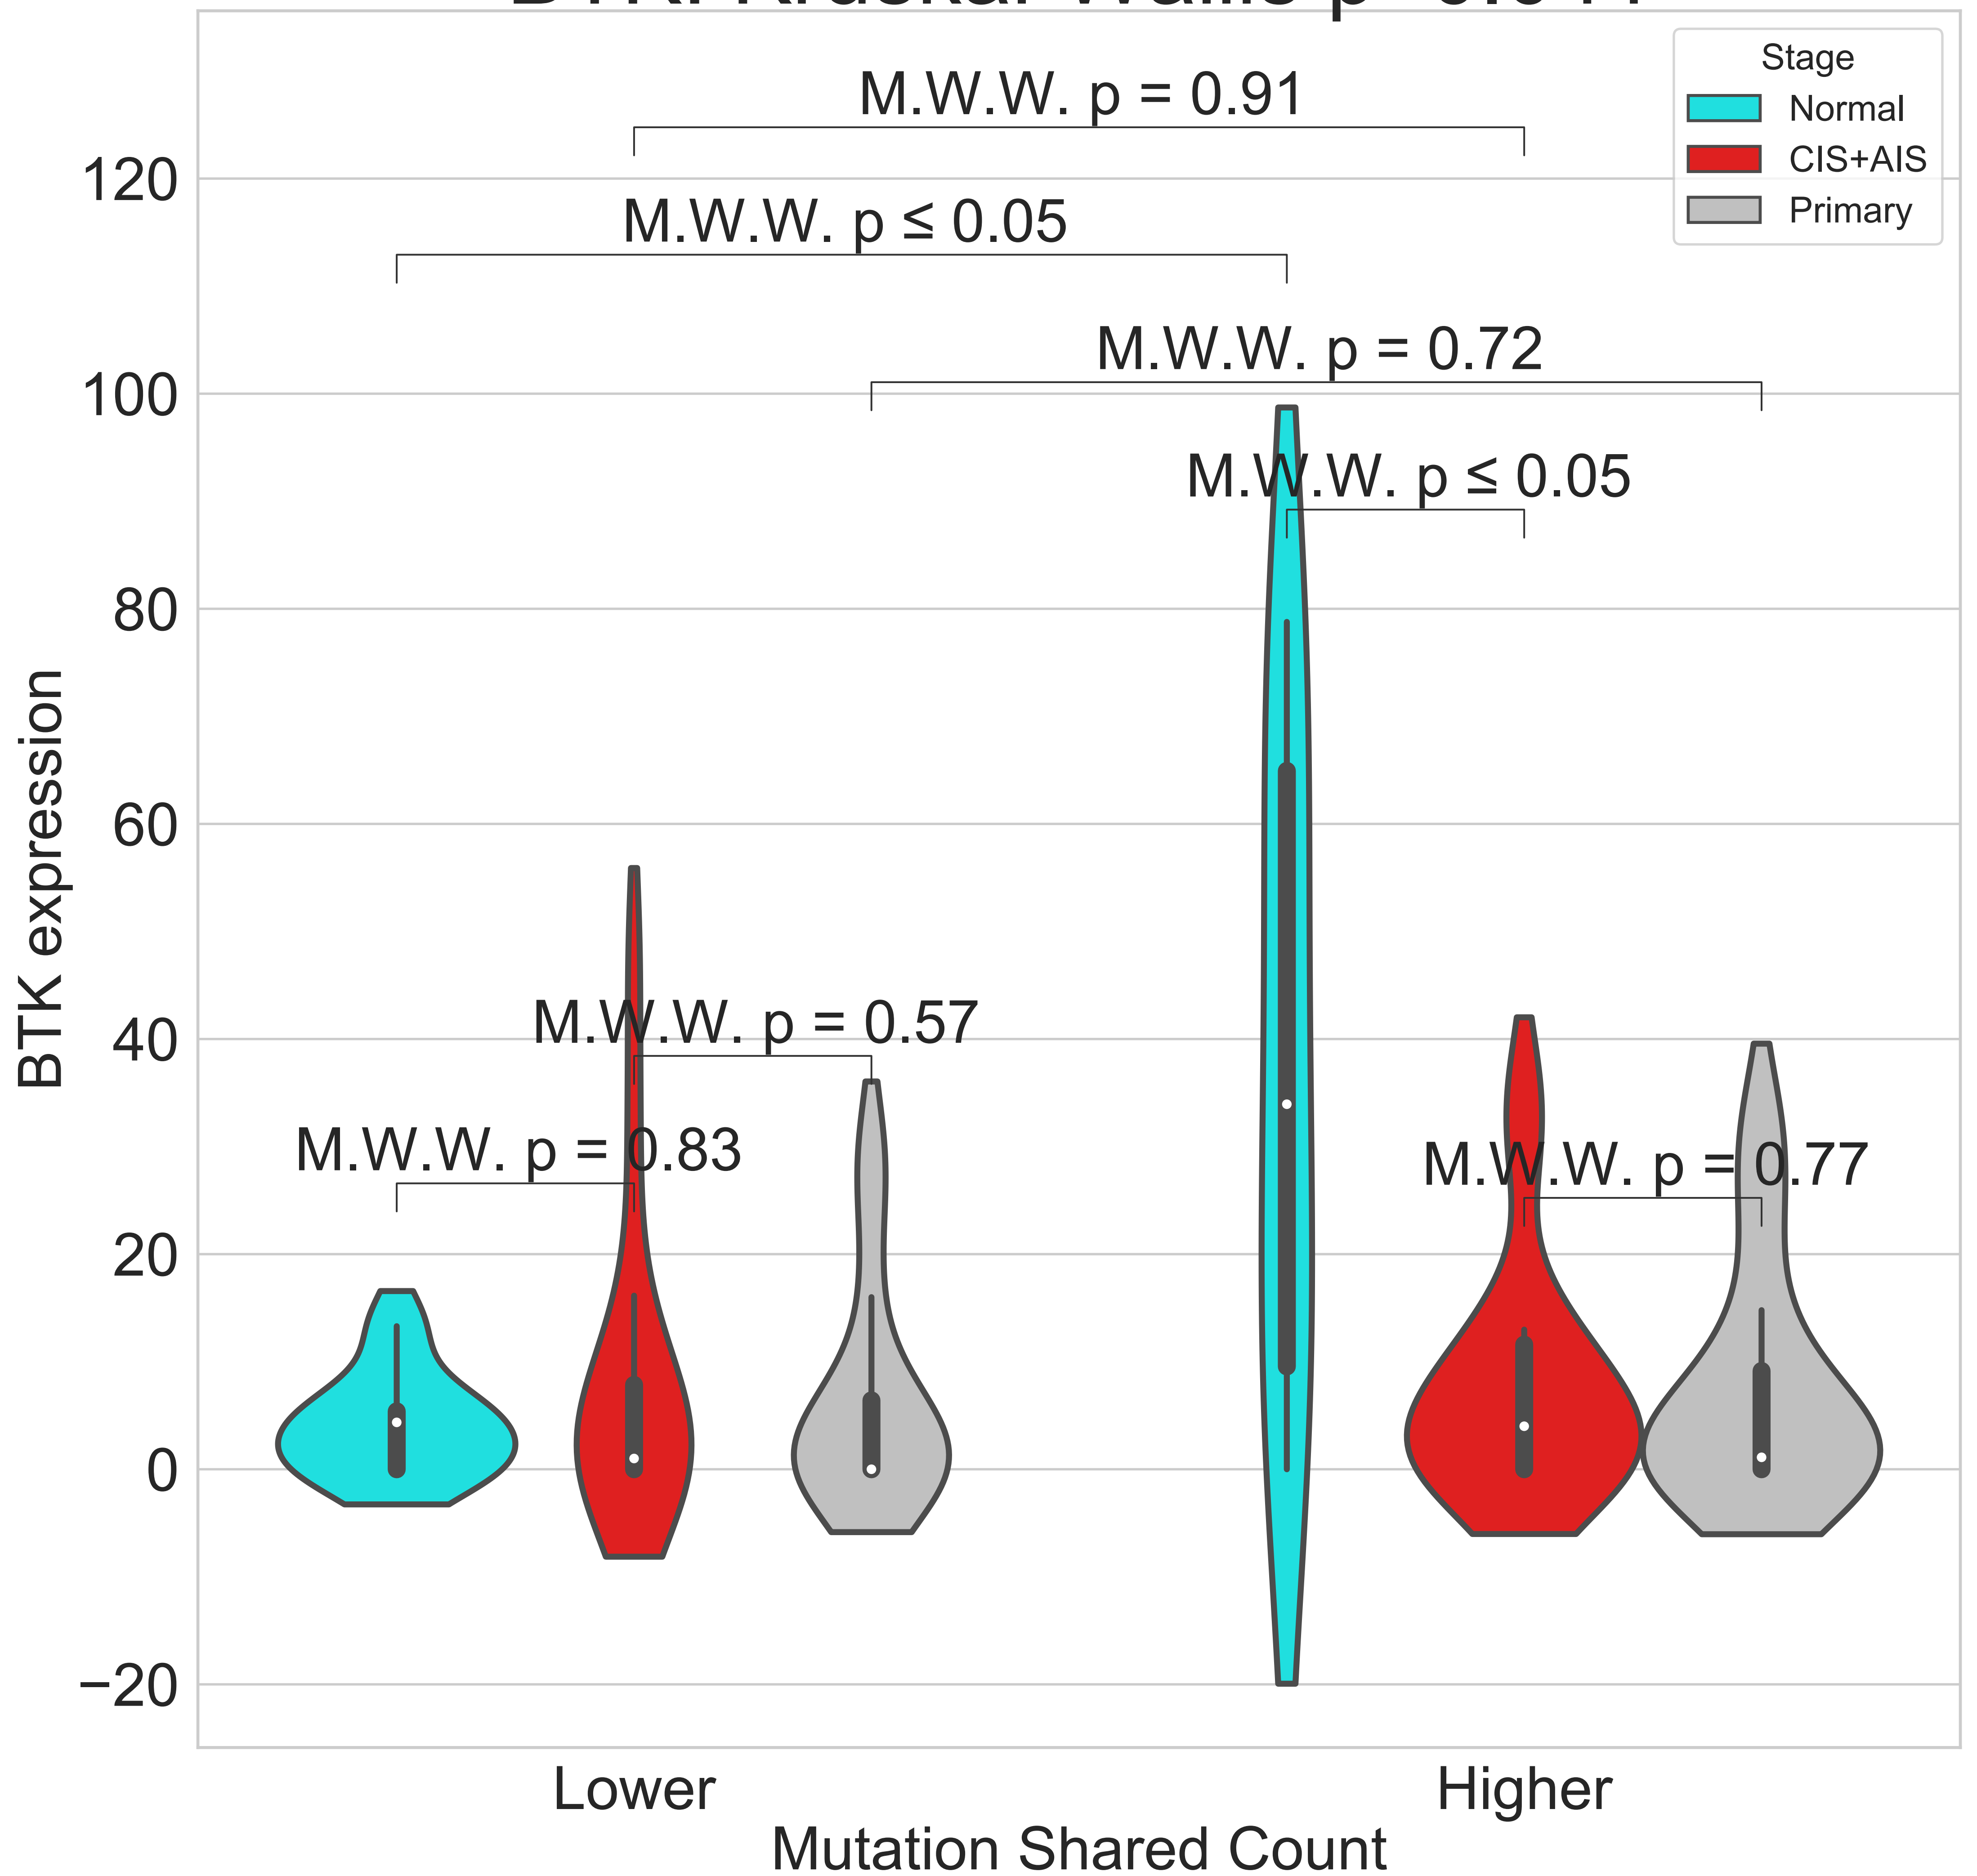 Stage
Normal
CIS+AIS
Primary
M.W.W. p = 0.91
M.W.W. p ≤ 0.05
M.W.W. p = 0.72
M.W.W. p ≤ 0.05
M.W.W. p = 0.57
M.W.W. p = 0.83
M.W.W. p = 0.77
120
100
80
60
40
20
0
−20
BTK expression
Lower
Higher
Mutation Shared Count